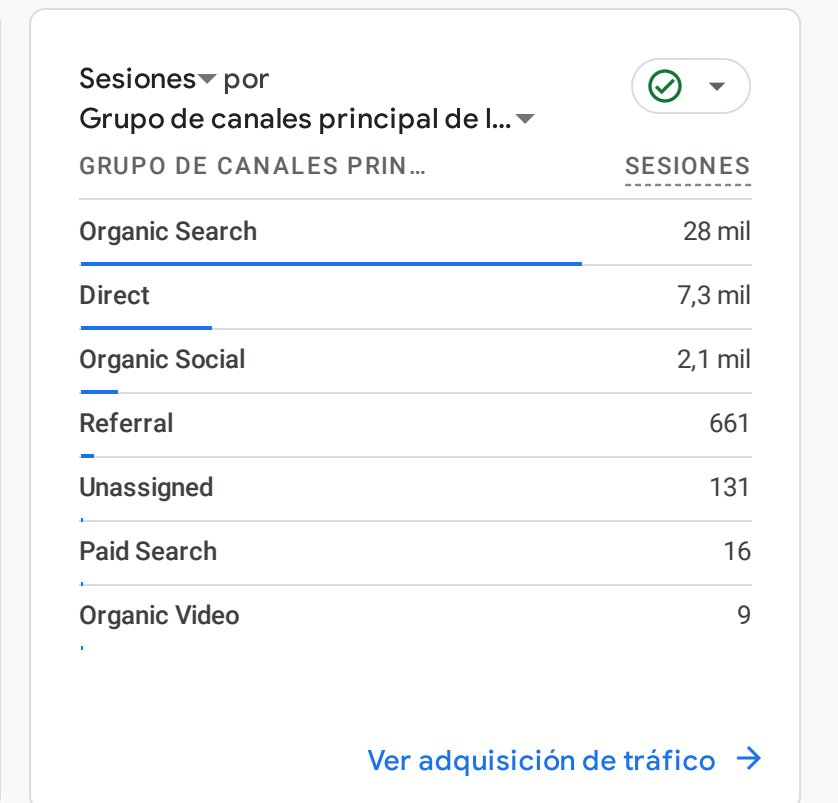 Sesiones por
Grupo de canales principal de l...
GRUPO DE CANALES PRIN... SESIONES
Organic Search 28 mil
Direct 7,3 mil
Organic Social 2,1 mil
Referral 661
Unassigned 131
Paid Search 16
Organic Video 9
Ver adquisición de tráfico